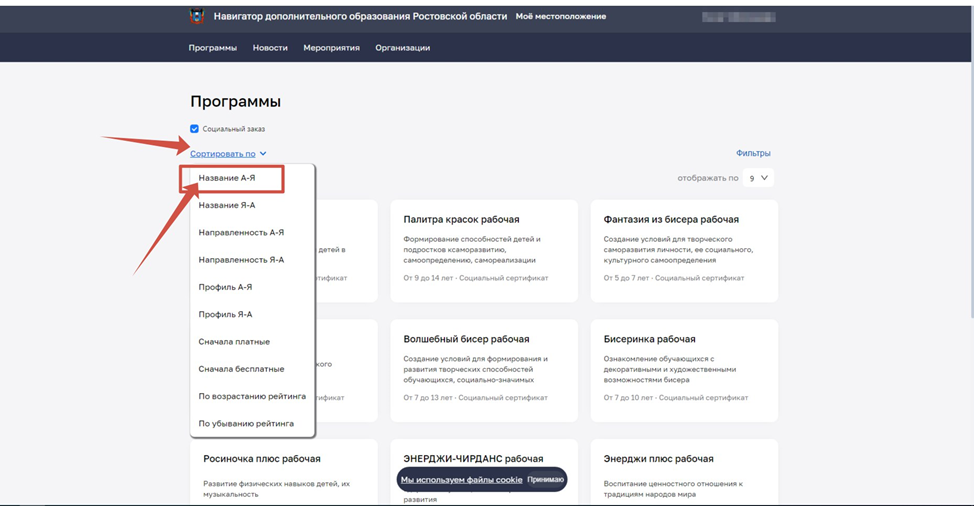 Навигатор дополнительного образования Ростовской области Моё местоположение
Программы Новости Мероприятия Организации
Программы
Социальный заказ
Сортировать по
Фильтры
отображать по 9
Название А-Я
Название Я-А
Направленность А-Я
Направленность Я-А
Профиль А-Я
Профиль Я-А
Сначала платные
Сначала бесплатные
По возрастанию рейтинга
По убыванию рейтинга
детей в
Палитра красок рабочая
Формирование способностей детей и
подростков ксаморазвитию,
самоопределению, самореализации
От 9 до 14 лет · Социальный сертификат
Фантазия из бисера рабочая
Создание условий для творческого
саморазвития личности, ее социального,
культурного самоопределения
От 5 до 7 лет · Социальный сертификат
Волшебный бисер рабочая
Создание условий для формирования и
развития творческих способностей
обучающихся, социально-значимых
От 7 до 13 лет · Социальный сертификат
Бисеринка рабочая
Ознакомление обучающихся с
декоративными и художественными
возможностями бисера
От 7 до 10 лет · Социальный сертификат
Росиночка плюс рабочая
Развитие физических навыков детей, их
музыкальность
ЭНЕРДЖИ-ЧИРДАНС рабочая
развития
Энерджи плюс рабочая
Воспитание ценностного отношения к
традициям народов мира
Мы используем файлы cookie Принимаю